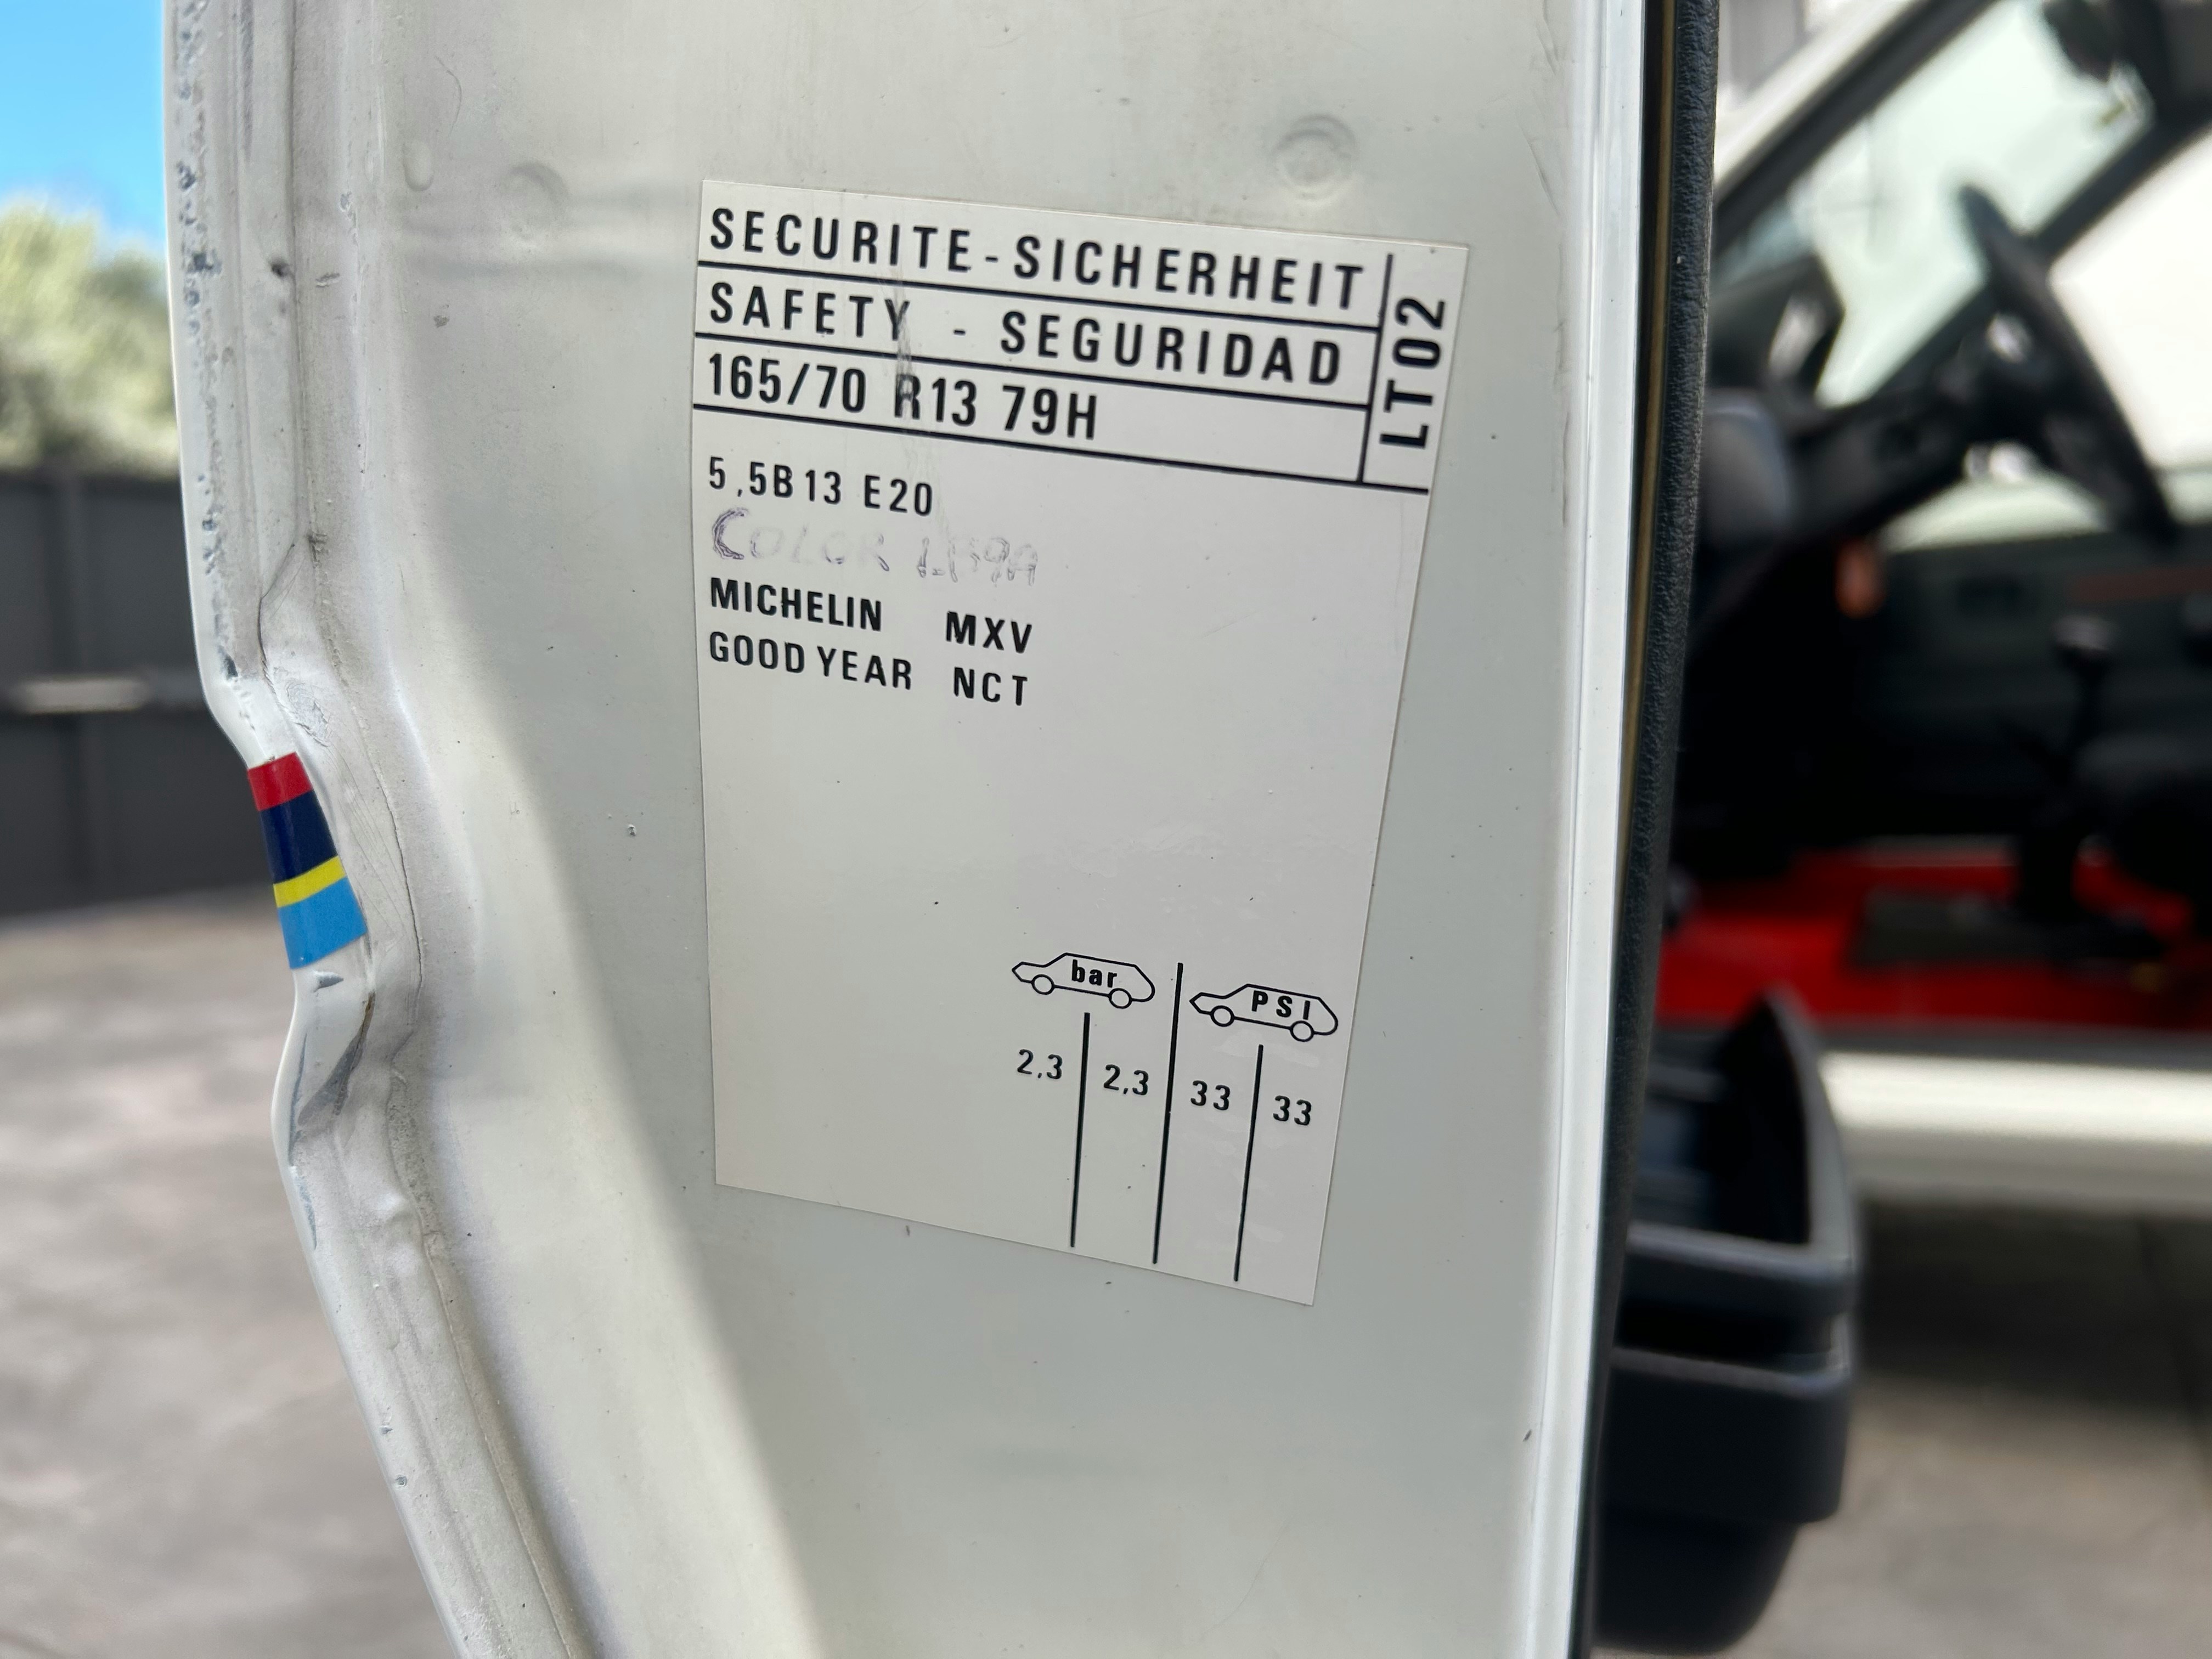 SECURITE - SICHERHEIT
SAFETY - SEGURIDAD
LT02
165/70 R13 79H
5,5B13 E20
COLOR
MICHELIN MXV
GOOD YEAR NCT
bar PSI
2.3 2,3 33 33